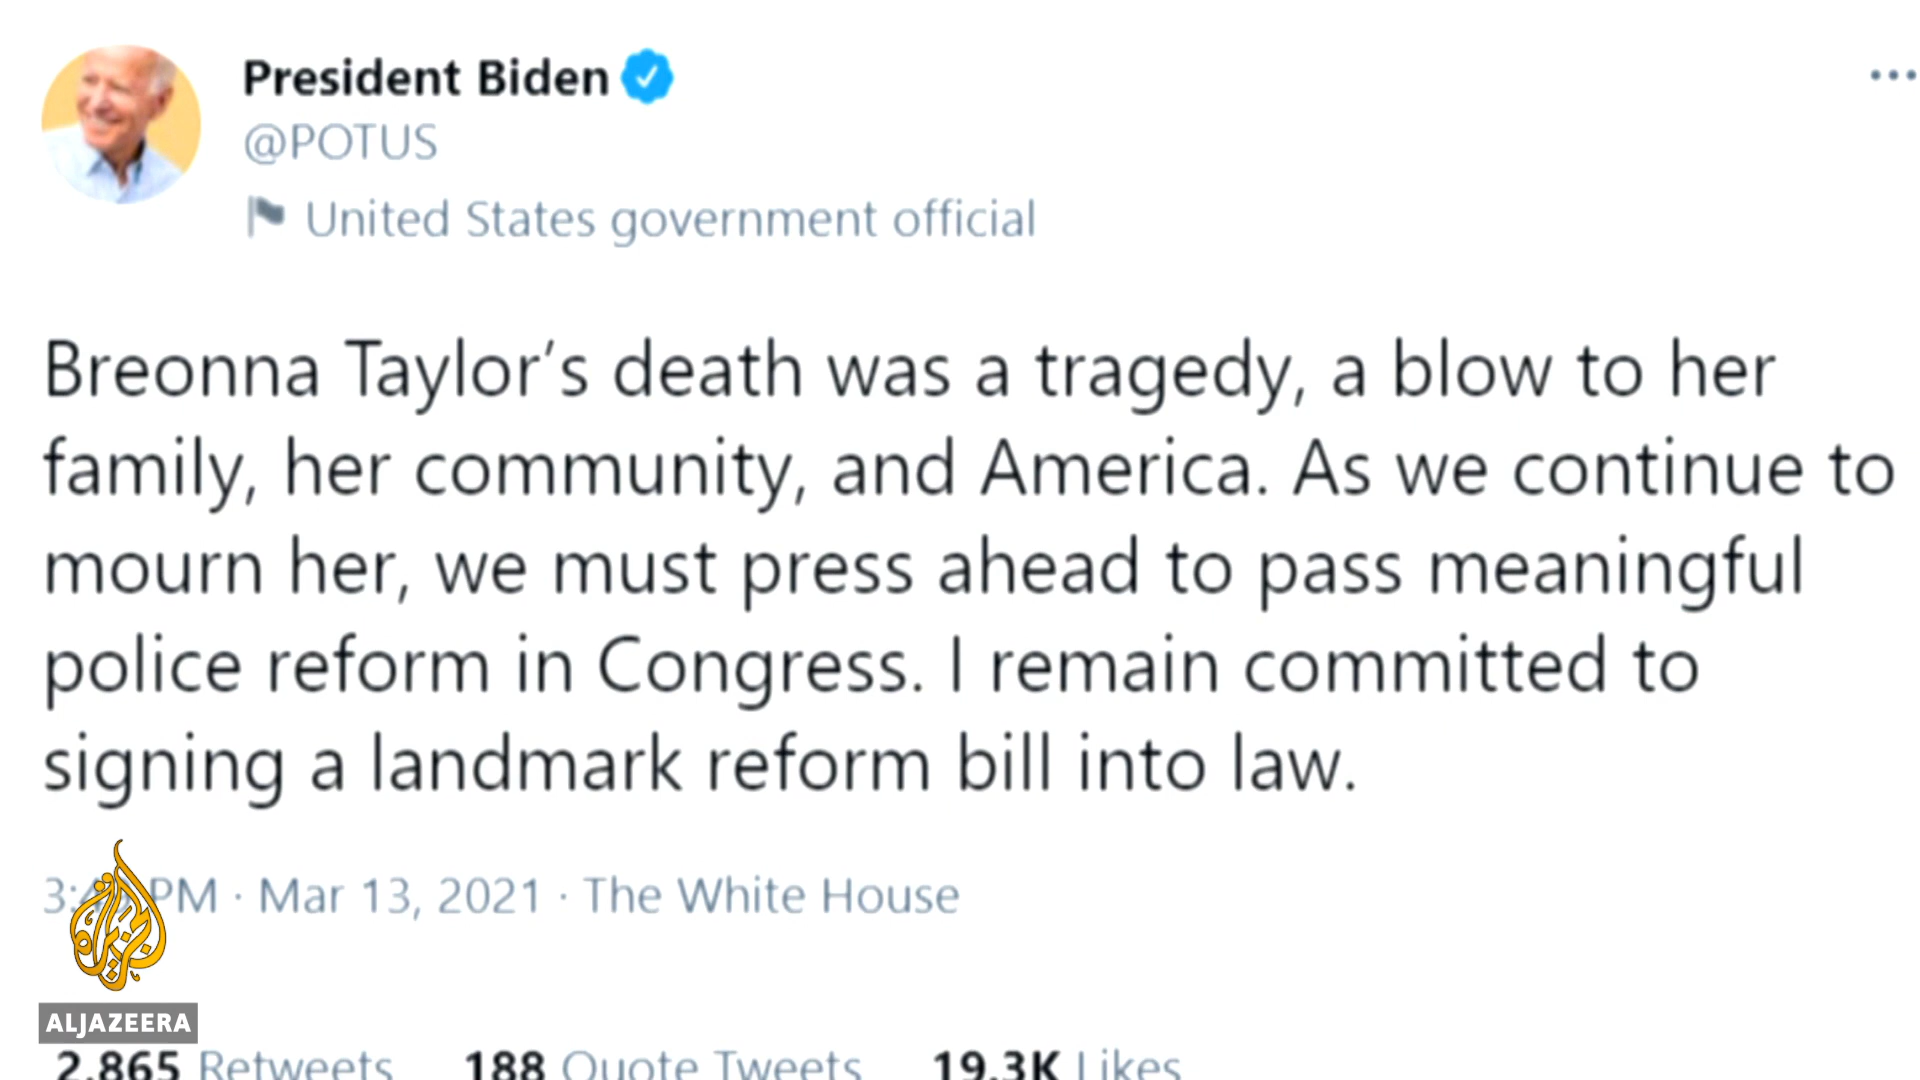 President Biden
@POTUS
United States government official
Breonna Taylor’s death was a tragedy, a blow to her
family, her community, and America. As we continue to
mourn her, we must press ahead to pass meaningful
police reform in Congress. I remain committed to
signing a landmark reform bill into law.
PM · Mar 13, 2021 · The White House
الجزيرة
ALJAZEERA
2,865 Retweets 188 Quote Tweets 19.3K Likes